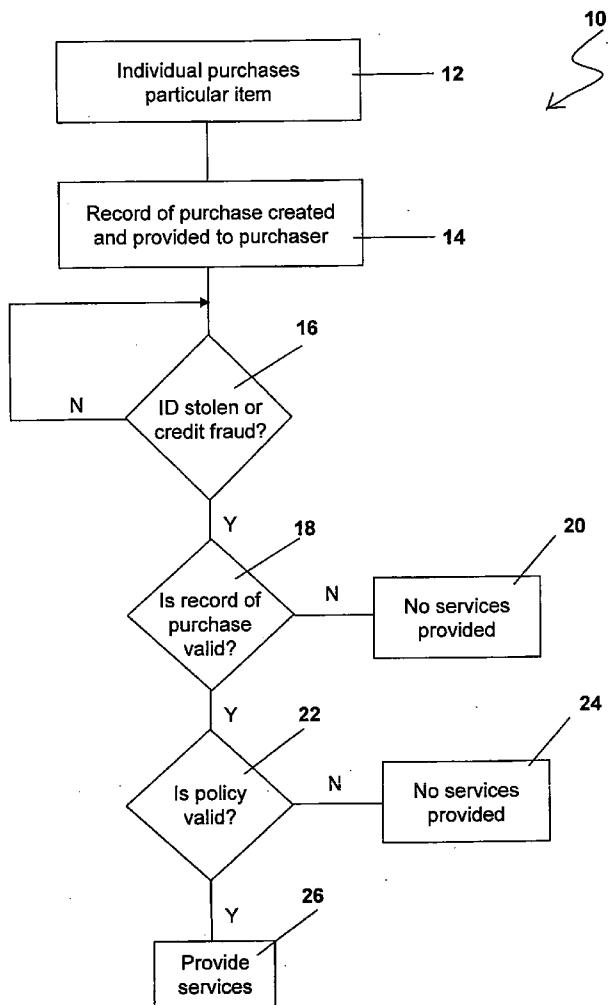 10
Individual purchases
particular item
12
Record of purchase created
and provided to purchaser
14
16
N
ID stolen or
credit fraud?
Y
18
20
Is record of
purchase
valid?
N
No services
provided
Y
22
24
Is policy
valid?
N
No services
provided
Y
26
Provide
services